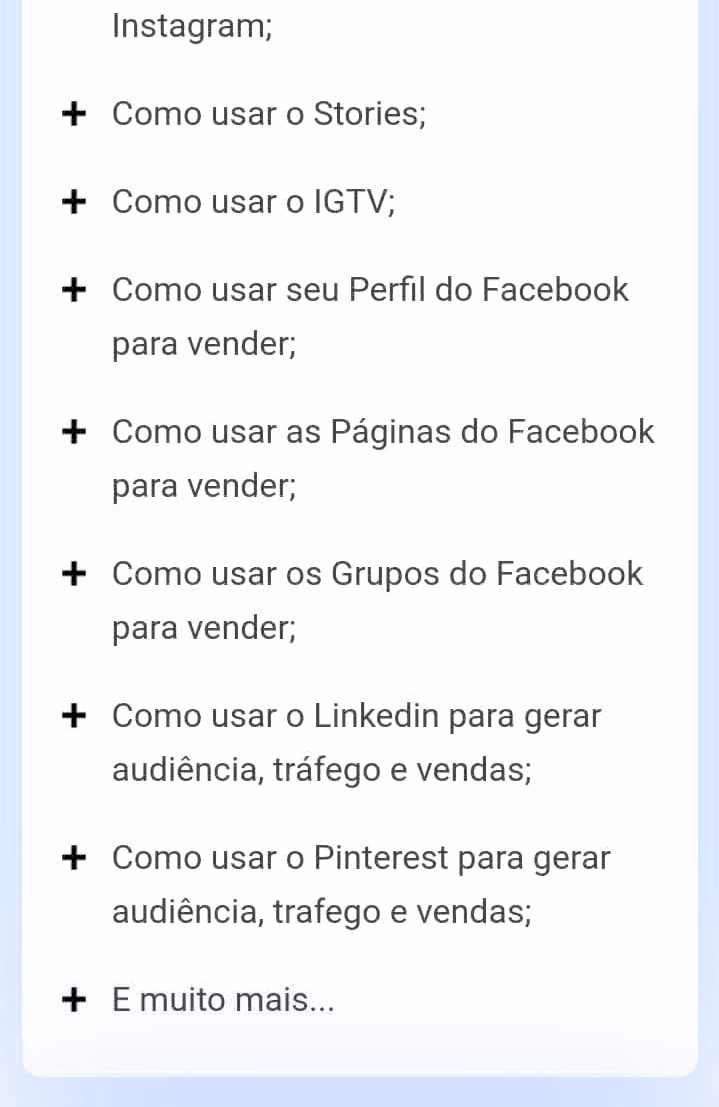 Instagram;
+ Como usar o Stories;
+ Como usar o IGTV;
+ Como usar seu Perfil do Facebook
para vender;
+ Como usar as Páginas do Facebook
para vender;
+ Como usar os Grupos do Facebook
para vender;
+ Como usar o Linkedin para gerar
audiência, tráfego e vendas;
+ Como usar o Pinterest para gerar
audiência, trafego e vendas;
+ E muito mais...